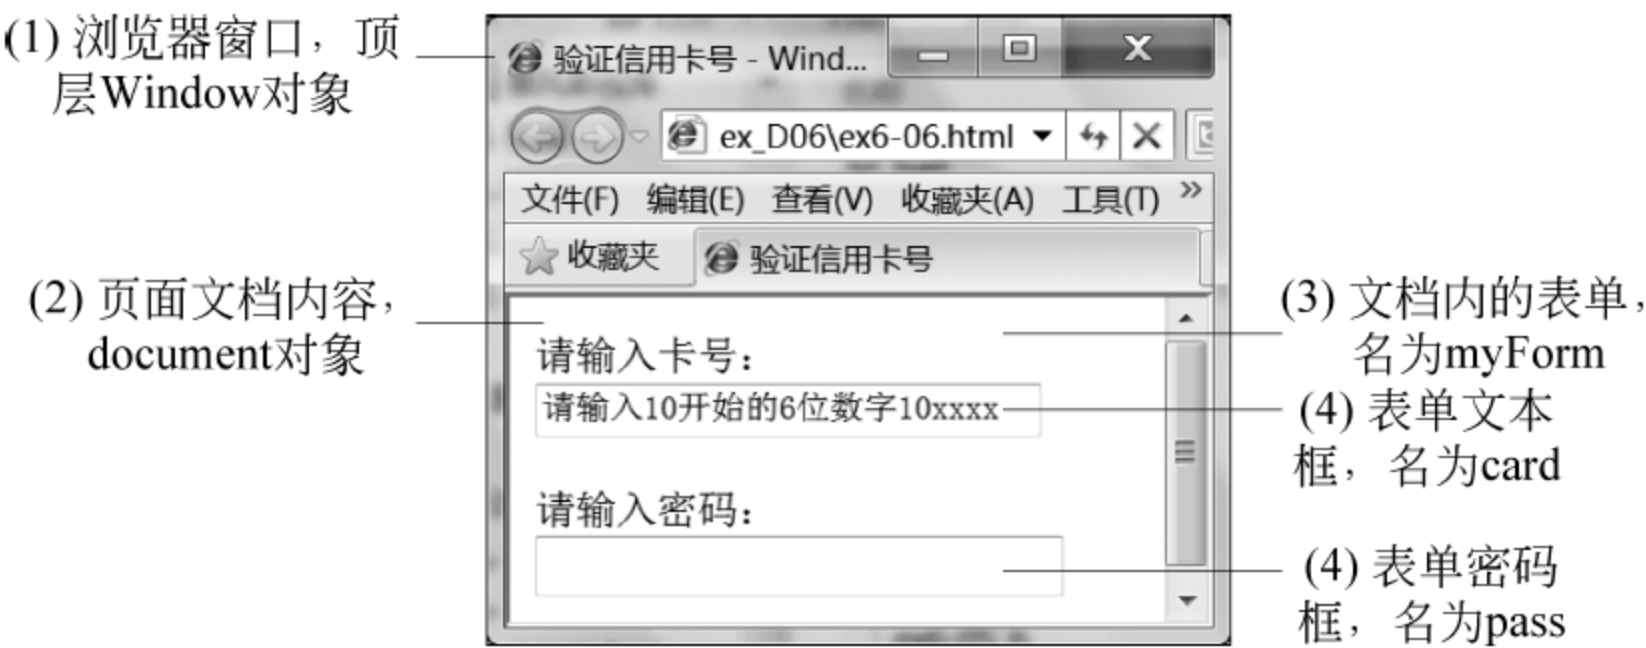 (1) 浏览器窗口，顶
层Window对象
验证信用卡号 - Wind...
ex_D06\ex6-06.html
文件(F) 编辑(E) 查看(V) 收藏夹(A) 工具(T) »
收藏夹 验证信用卡号
(2) 页面文档内容，
document对象
请输入卡号：
请输入10开始的6位数字10xxxx
请输入密码：
(3) 文档内的表单，
名为myForm
(4) 表单文本
框，名为card
(4) 表单密码
框，名为pass